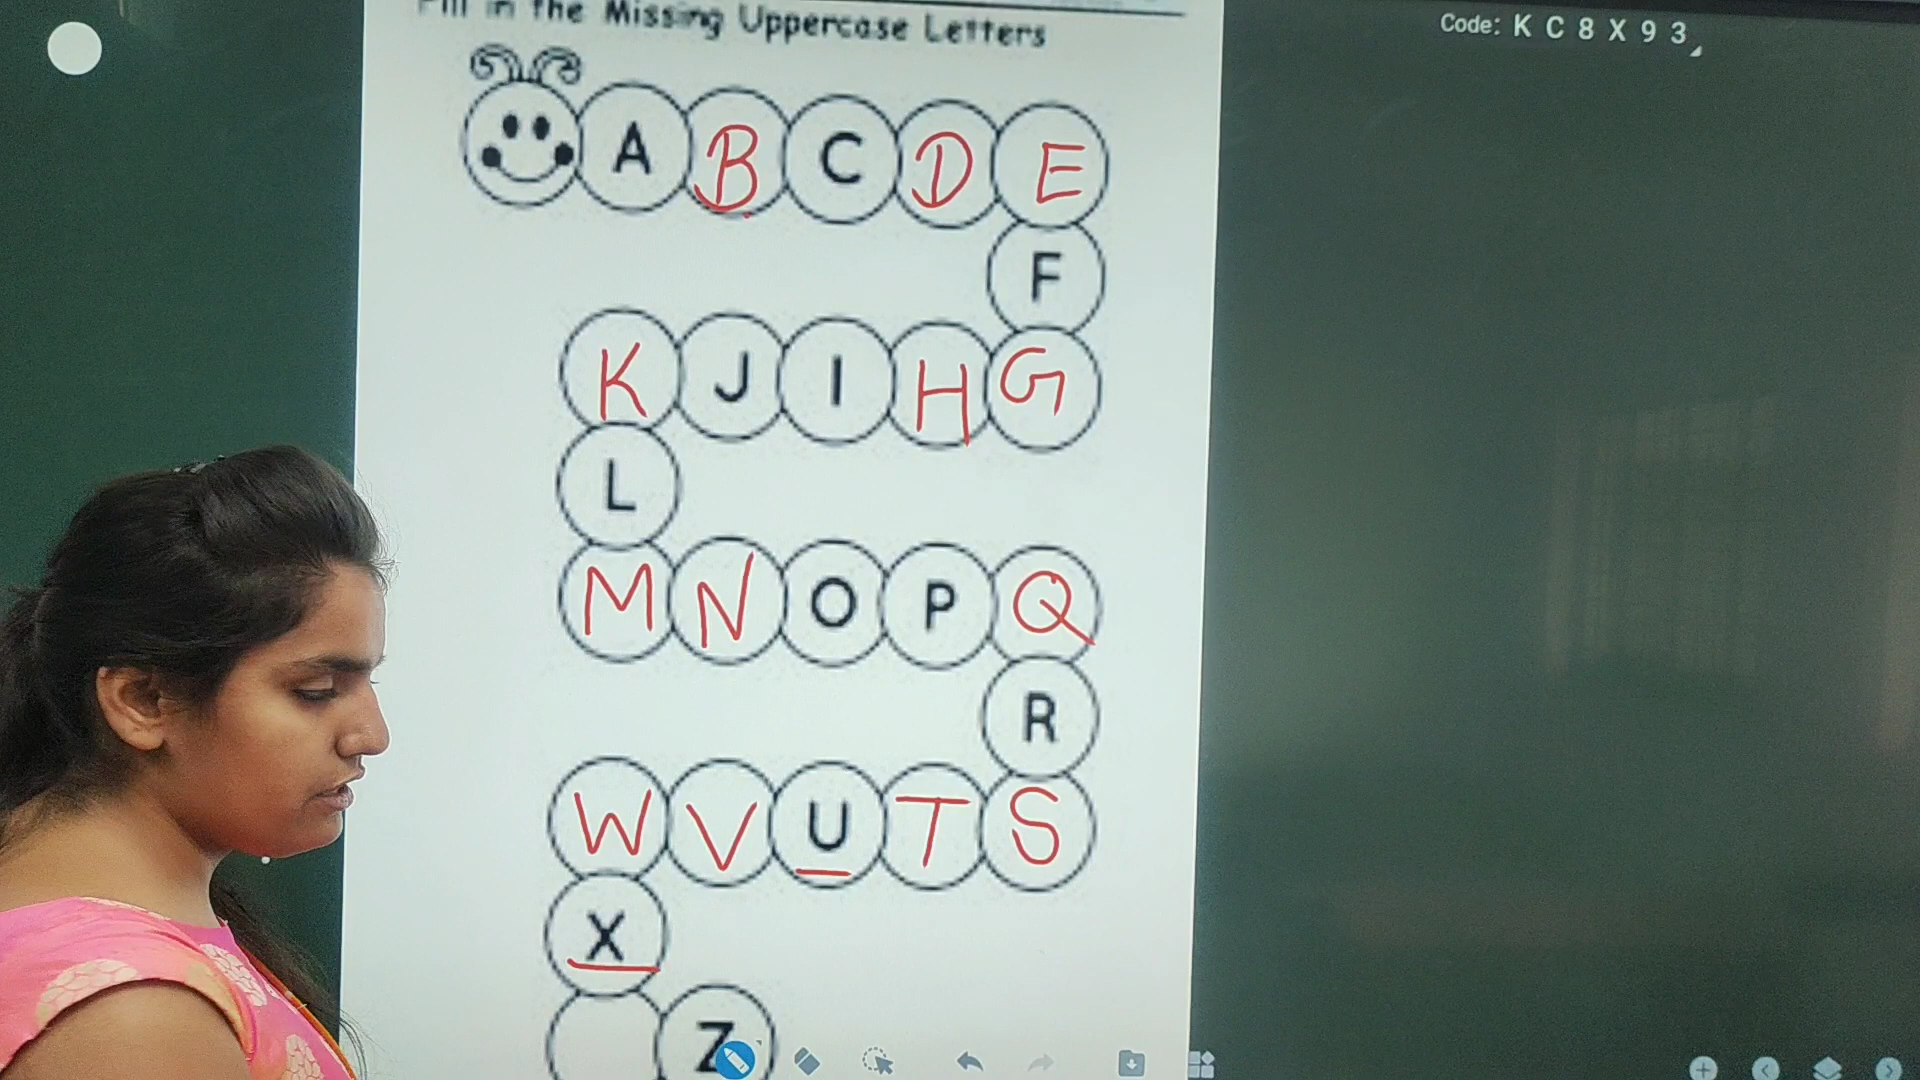 Fill in the Missing Uppercase Letters
Code: K C 8 X 9 3
A B C D E
F
K J I H G
L
M N O P Q
R
W V U T S
X
Z